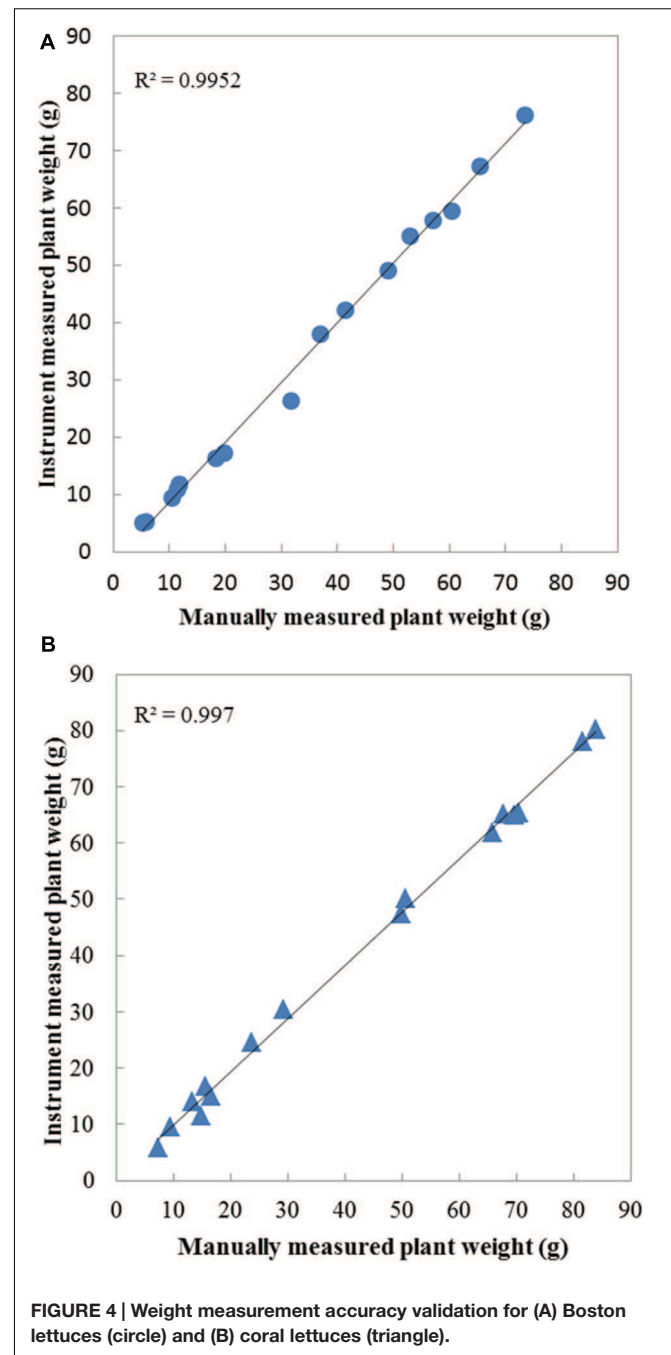 A
90
80
70
60
50
40
30
20
10
0
R² = 0.9952
Instrument measured plant weight (g)
0 10 20 30 40 50 60 70 80 90
Manually measured plant weight (g)
B
90
80
70
60
50
40
30
20
10
0
R² = 0.997
Instrument measured plant weight (g)
0 10 20 30 40 50 60 70 80 90
Manually measured plant weight (g)
FIGURE 4 | Weight measurement accuracy validation for (A) Boston
lettuces (circle) and (B) coral lettuces (triangle).